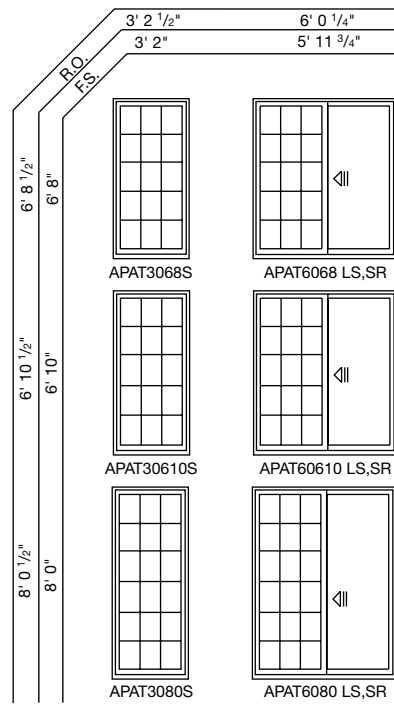 3' 2 1/2" 6' 0 1/4"
R.O.
3' 2" 5' 11 3/4"
F.S.
6' 8 1/2" 6' 8"
APAT3068S APAT6068 LS,SR
6' 10 1/2" 6' 10"
APAT30610S APAT60610 LS,SR
8' 0 1/2" 8' 0"
APAT3080S APAT6080 LS,SR